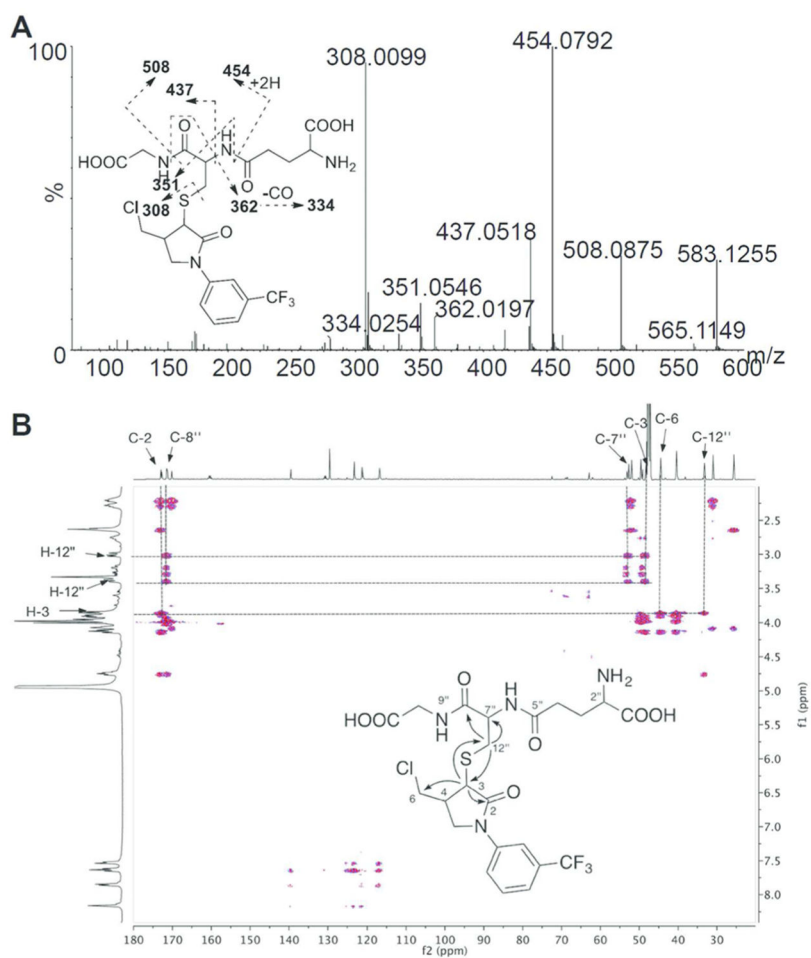 A
100
%
0
308.0099
454.0792
437.0518
508.0875
583.1255
351.0546
362.0197
334.0254
565.1149
100 150 200 250 300 350 400 450 500 550 600 m/z
508
437
454
+2H
COOH
O
H
N
HOOC
N
H
O
NH2
351
S
-CO
Cl
308
362
334
O
N
CF3
B
C-2
C-8''
C-7''
C-3
C-6
C-12''
H-12''
H-12''
H-3
2.5
3.0
3.5
4.0
4.5
5.0
5.5
6.0
6.5
7.0
7.5
8.0
f1 (ppm)
O
H
N
NH2
9''
7''
5''
2''
HOOC
N
H
O
COOH
12''
S
Cl
6
4
3
2
O
N
CF3
180 170 160 150 140 130 120 110 100 90 80 70 60 50 40 30
f2 (ppm)